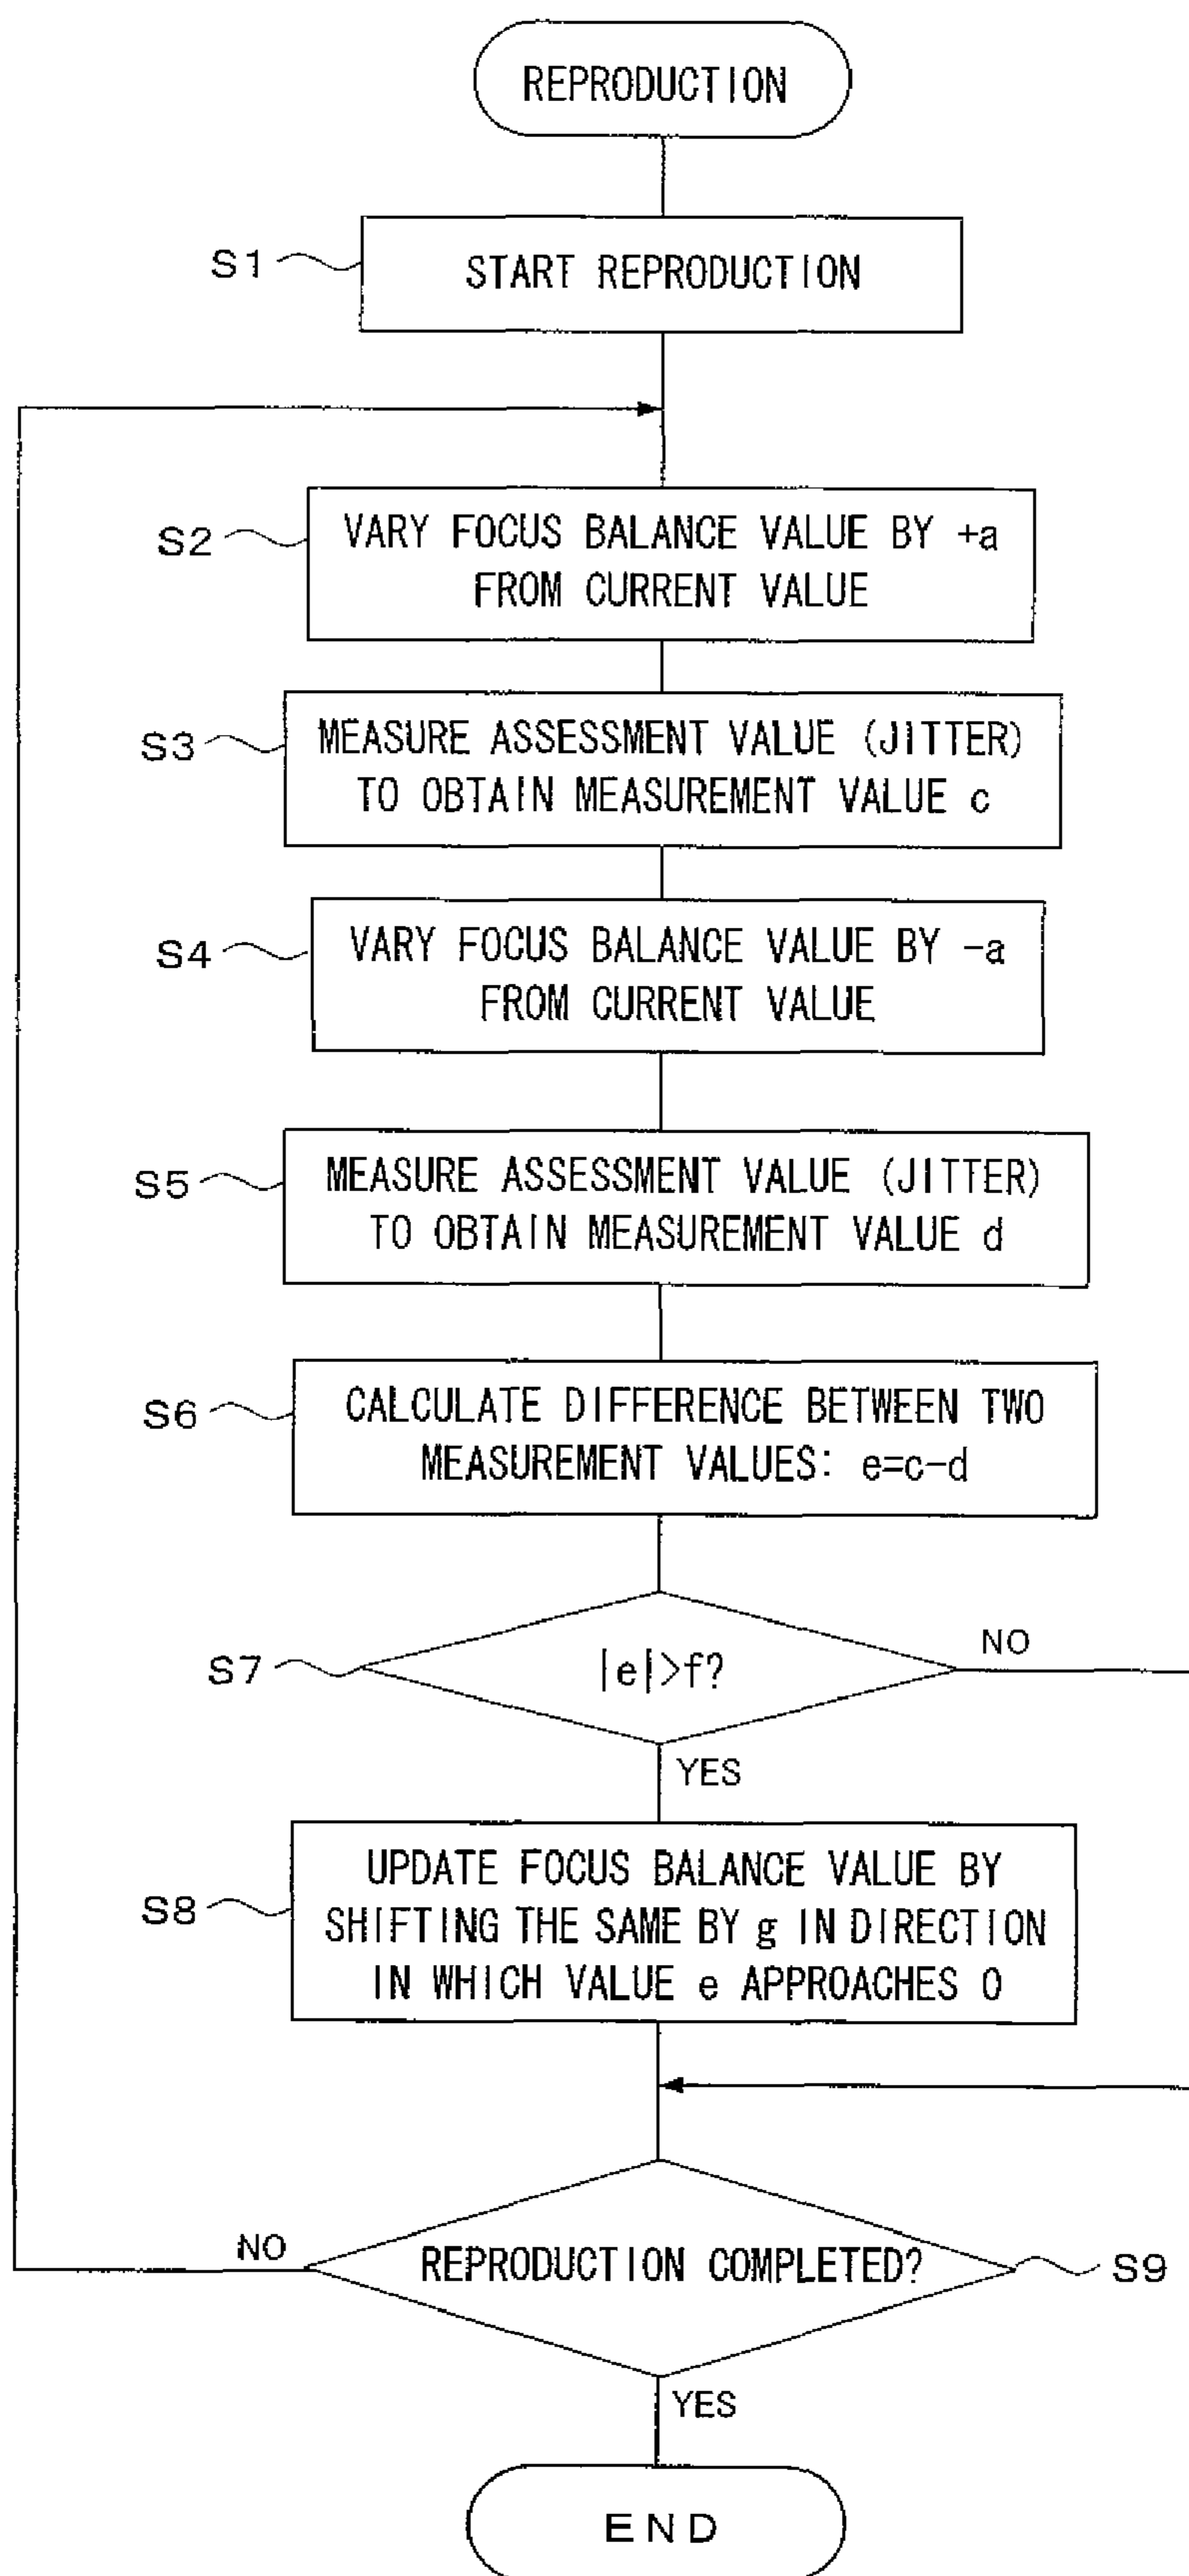 REPRODUCTION
S1
START REPRODUCTION
S2
VARY FOCUS BALANCE VALUE BY +a
FROM CURRENT VALUE
S3
MEASURE ASSESSMENT VALUE (JITTER)
TO OBTAIN MEASUREMENT VALUE c
S4
VARY FOCUS BALANCE VALUE BY -a
FROM CURRENT VALUE
S5
MEASURE ASSESSMENT VALUE (JITTER)
TO OBTAIN MEASUREMENT VALUE d
S6
CALCULATE DIFFERENCE BETWEEN TWO
MEASUREMENT VALUES: e=c-d
S7
|e|>f?
NO
YES
S8
UPDATE FOCUS BALANCE VALUE BY
SHIFTING THE SAME BY g IN DIRECTION
IN WHICH VALUE e APPROACHES 0
NO
REPRODUCTION COMPLETED?
S9
YES
END